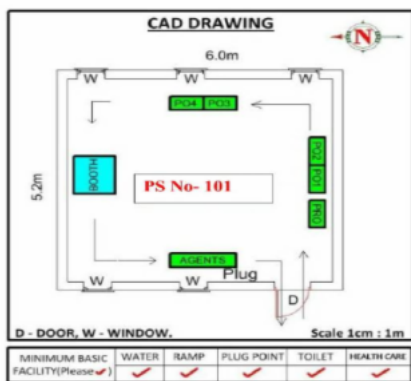 CAD DRAWING
N
6.0m
W W W
PO4 PO3
5.2m
BOOTH
PS No- 101
PO2 PO1
PRO
AGENTS
Plug
W W
D
D - DOOR, W - WINDOW. Scale 1cm : 1m
MINIMUM BASIC FACILITY(Please✓) WATER RAMP PLUG POINT TOILET HEALTH CARE
✓ ✓ ✓ ✓ ✓